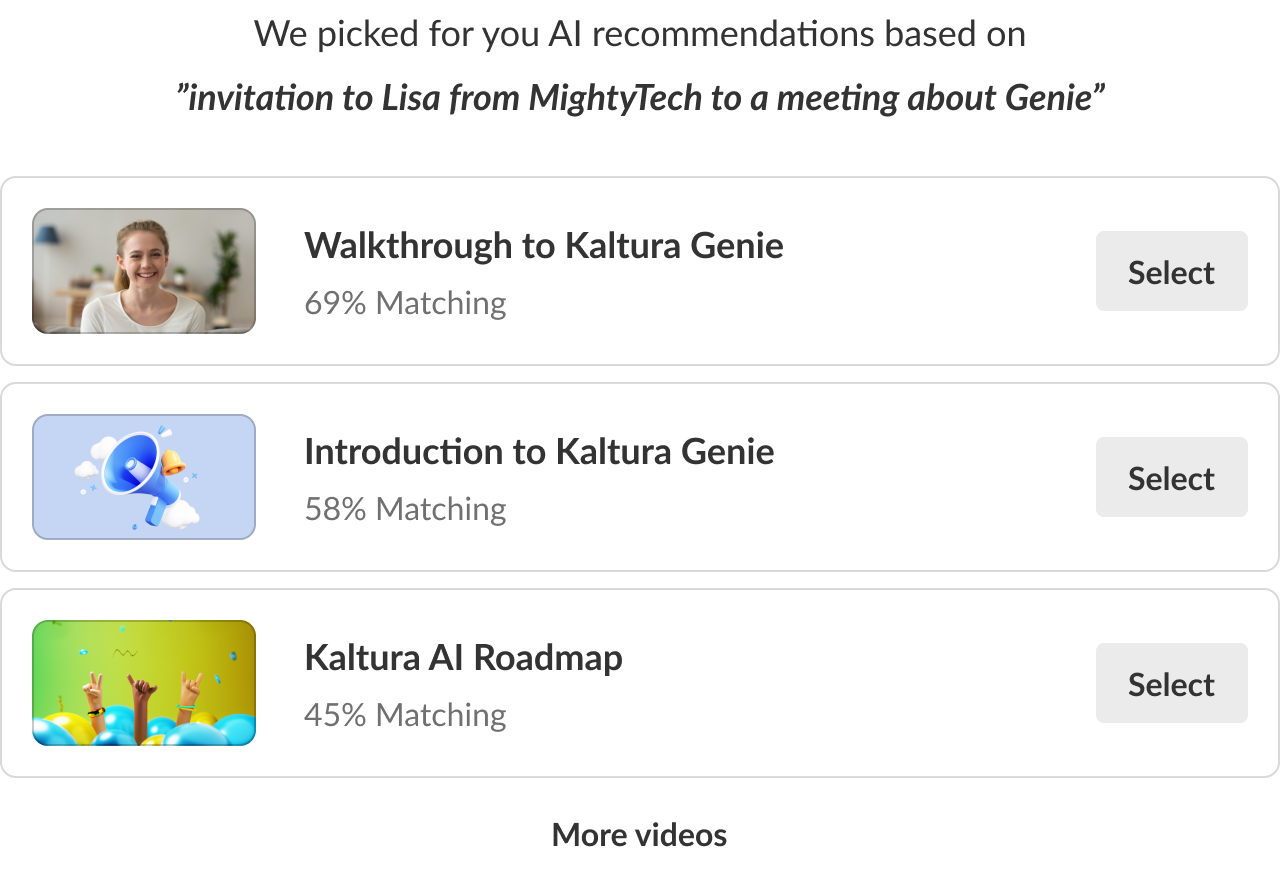 We picked for you AI recommendations based on
”invitation to Lisa from MightyTech to a meeting about Genie”
Walkthrough to Kaltura Genie
69% Matching
Select
Introduction to Kaltura Genie
58% Matching
Select
Kaltura AI Roadmap
45% Matching
Select
More videos